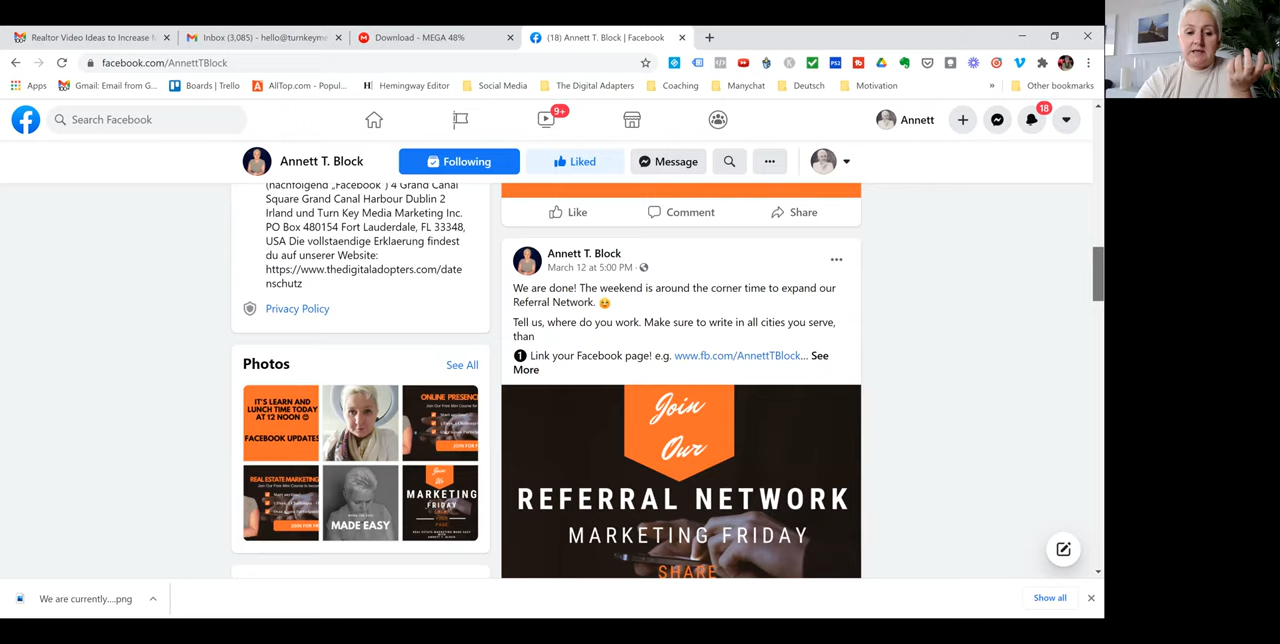 Realtor Video Ideas to Increase
Inbox (3,085) - hello@turnkeyme
Download - MEGA 48%
(18) Annett T. Block | Facebook
facebook.com/AnnettTBlock
Apps
Gmail: Email from G...
Boards | Trello
AllTop.com - Popul...
Hemingway Editor
Social Media
The Digital Adapters
Coaching
Manychat
Deutsch
Motivation
»
Other bookmarks
Search Facebook
9+
Annett
18
Annett T. Block
Following
Liked
Message
(nachfolgend „Facebook“) 4 Grand Canal
Square Grand Canal Harbour Dublin 2
Irland und Turn Key Media Marketing Inc.
PO Box 480154 Fort Lauderdale, FL 33348,
USA Die vollstaendige Erklaerung findest
du auf unserer Website:
https://www.thedigitaladopters.com/date
nschutz
Privacy Policy
Photos
See All
IT'S LEARN AND
LUNCH TIME TODAY
AT 12 NOON
FACEBOOK UPDATES
ONLINE PRESENC
REAL ESTATE MARKETING
MADE EASY
MARKETING
FRIDAY
Like
Comment
Share
Annett T. Block
March 12 at 5:00 PM ·
We are done! The weekend is around the corner time to expand our
Referral Network. 😊
Tell us, where do you work. Make sure to write in all cities you serve,
than
1 Link your Facebook page! e.g. www.fb.com/AnnettTBlock... See
More
Join
Our
REFERRAL NETWORK
MARKETING FRIDAY
SHARE
We are currently....png
Show all